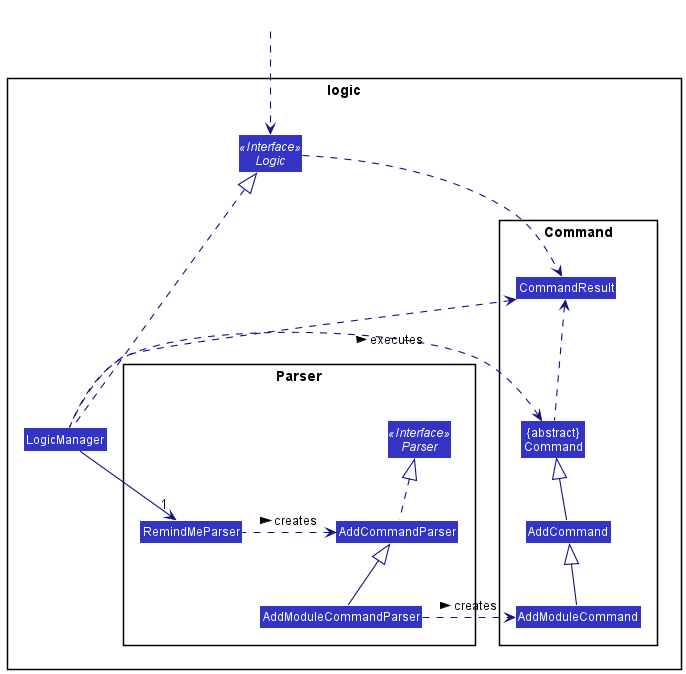 logic
«Interface»
Logic
Command
CommandResult
executes
Parser
LogicManager
«Interface»
Parser
{abstract}
Command
1
RemindMeParser
creates
AddCommandParser
AddCommand
AddModuleCommandParser
creates
AddModuleCommand